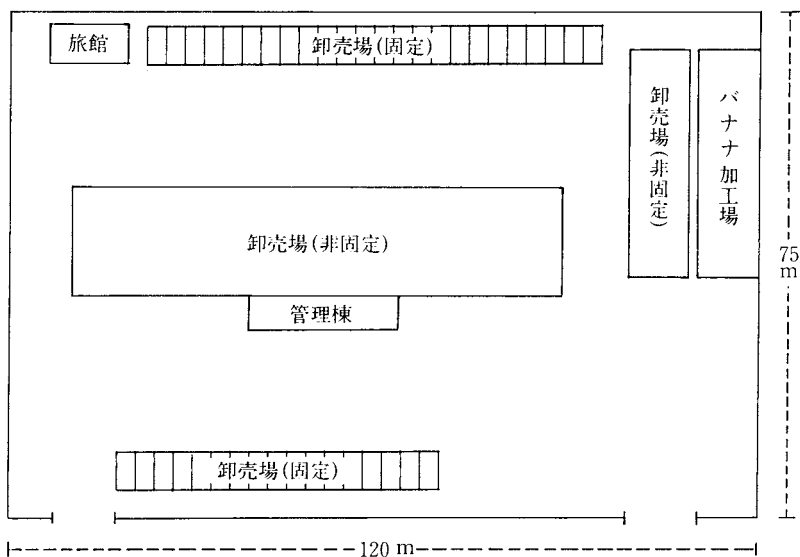 旅館
卸売場(固定)
卸売場(非固定)
バナナ加工場
卸売場(非固定)
管理棟
75m
卸売場(固定)
120 m